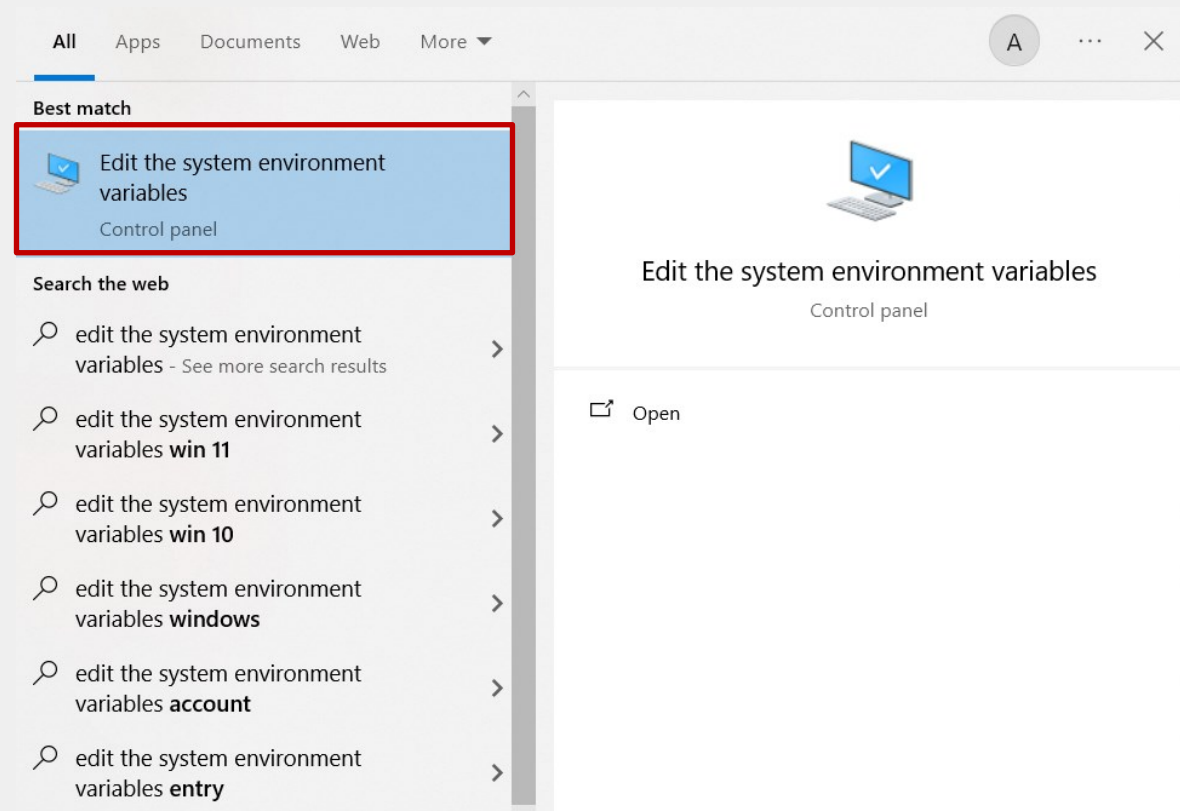 All Apps Documents Web More A ...
Best match
Edit the system environment
variables
Control panel
Search the web
edit the system environment
variables - See more search results
edit the system environment
variables win 11
edit the system environment
variables win 10
edit the system environment
variables windows
edit the system environment
variables account
edit the system environment
variables entry
Edit the system environment variables
Control panel
Open